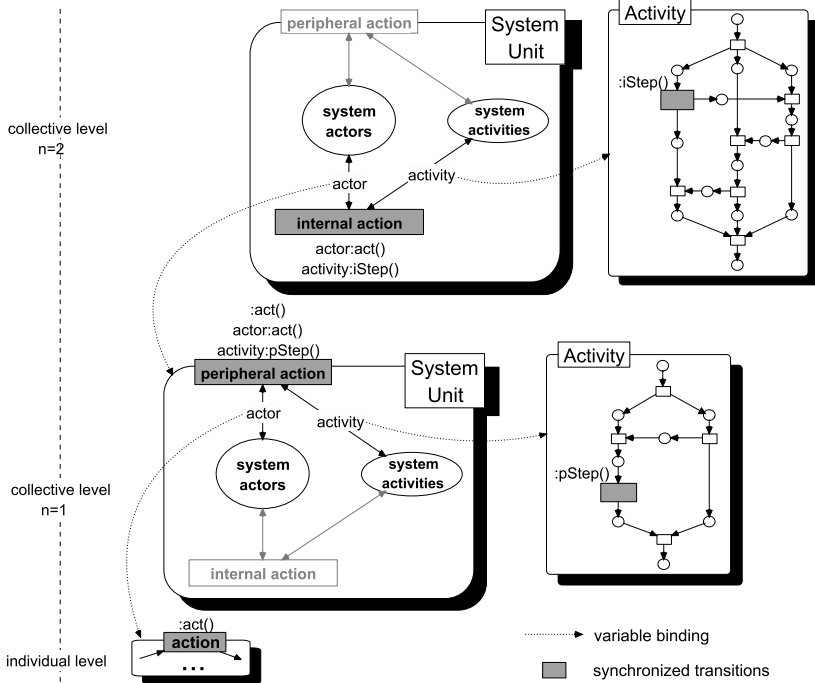 peripheral action
System
Unit
Activity
:iStep()
system
actors
system
activities
collective level
n=2
actor
activity
internal action
actor:act()
activity:iStep()
:act()
actor:act()
activity:pStep()
peripheral action
System
Unit
Activity
actor
activity
system
actors
system
activities
:pStep()
collective level
n=1
internal action
:act()
action
...
individual level
variable binding
synchronized transitions